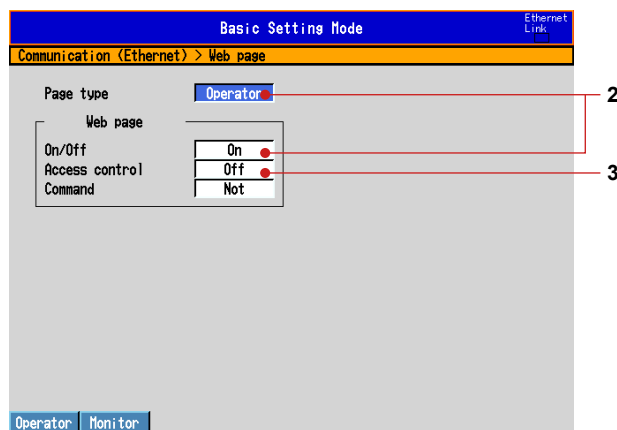 Basic Setting Mode
Ethernet
Link
Communication (Ethernet) > Web page
Page type Operator
2
Web page
On/Off On
Access control Off
3
Command Not
Operator Monitor